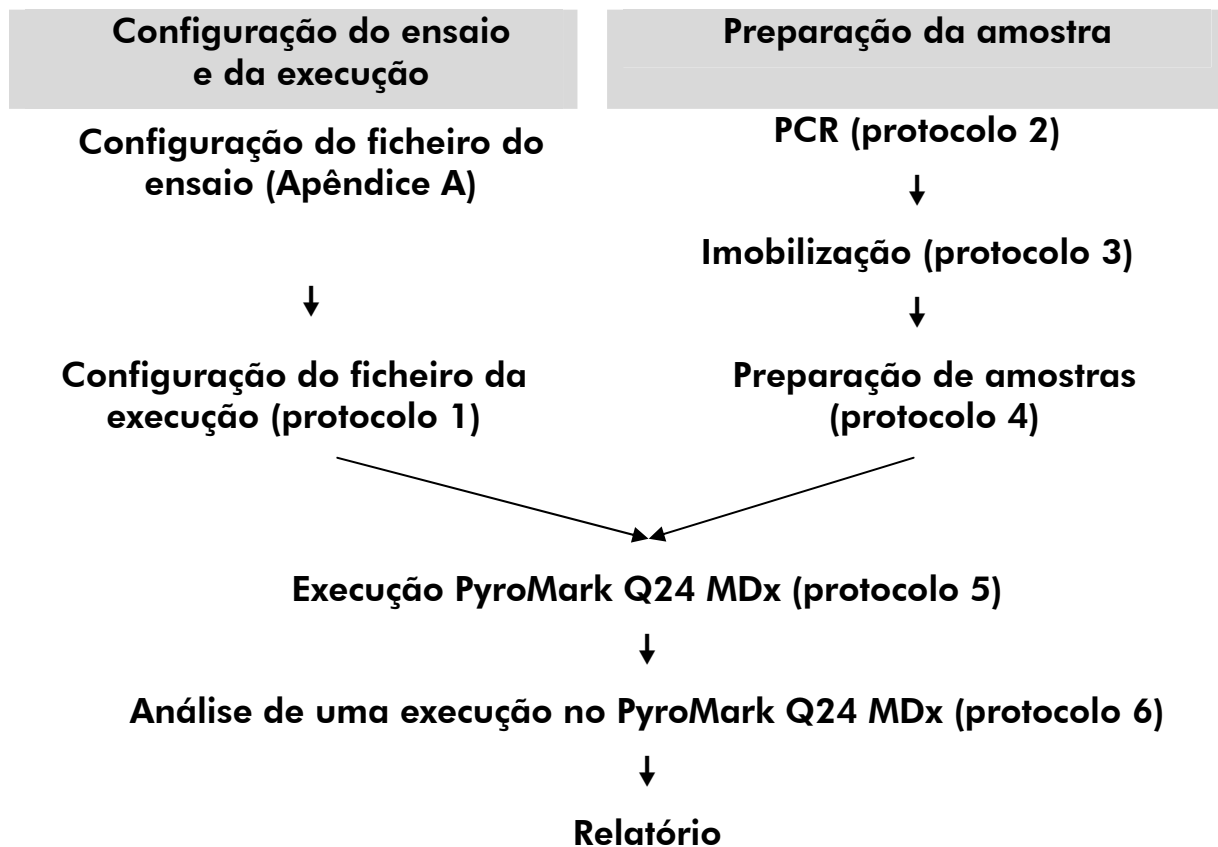 Configuração do ensaio
e da execução
Configuração do ficheiro do
ensaio (Apêndice A)
Configuração do ficheiro da
execução (protocolo 1)
Preparação da amostra
PCR (protocolo 2)
Imobilização (protocolo 3)
Preparação de amostras
(protocolo 4)
Execução PyroMark Q24 MDx (protocolo 5)
Análise de uma execução no PyroMark Q24 MDx (protocolo 6)
Relatório